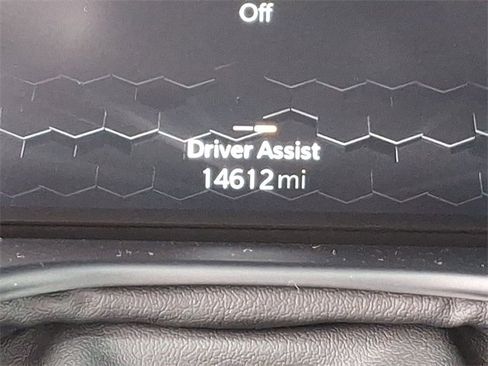 Off
Driver Assist
14612 mi